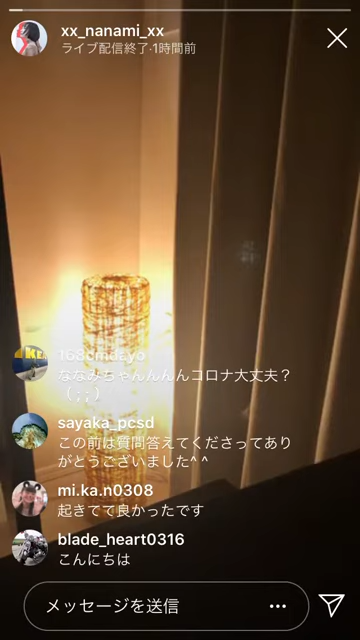 xx_nanami_xx
ライブ配信終了·1時間前
168cmdayo
ななみちゃんんんんコロナ大丈夫？
（ ; ; ）
sayaka_pcsd
この前は質問答えてくださってあり
がとうございました^ ^
mi.ka.n0308
起きてて良かったです
blade_heart0316
こんにちは
メッセージを送信